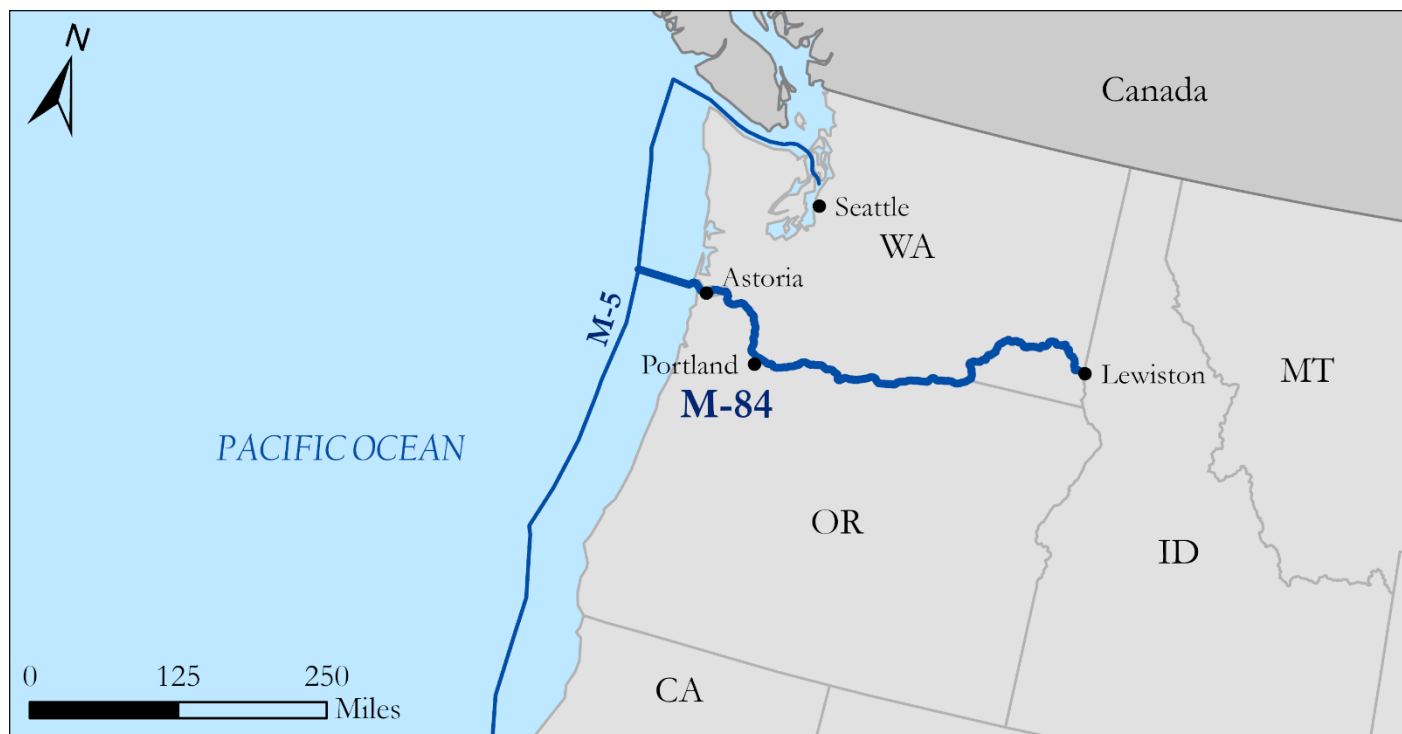 N
Canada
Seattle
WA
Astoria
M-5
Portland
Lewiston
MT
M-84
PACIFIC OCEAN
OR
ID
0 125 250
CA
Miles